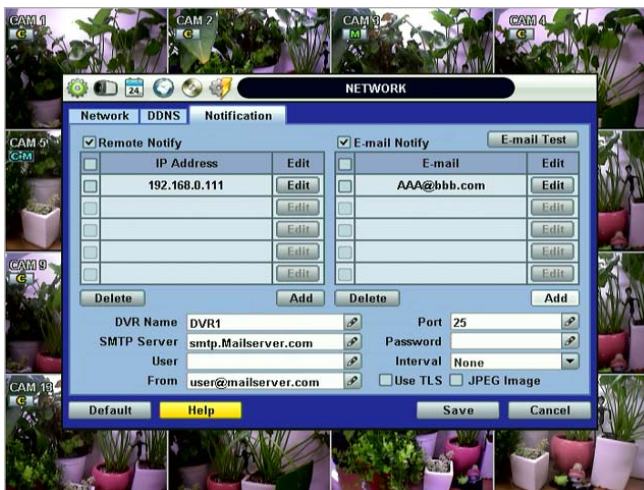 CAM 1
C
CAM 2
C
CAM 3
M
CAM 4
C
NETWORK
24
Network DDNS Notification
CAM 5
C M
Remote Notify
E-mail Notify E-mail Test
IP Address Edit
E-mail Edit
192.168.0.111 Edit
AAA@bbb.com Edit
Edit
Edit
Edit
Edit
Edit
Edit
Edit
Edit
CAM 9
C
Delete Add
Delete Add
DVR Name DVR1
Port 25
SMTP Server smtp.Mailserver.com
Password
User
Interval None
From user@mailserver.com
Use TLS JPEG Image
CAM 13
C
Default Help Save Cancel